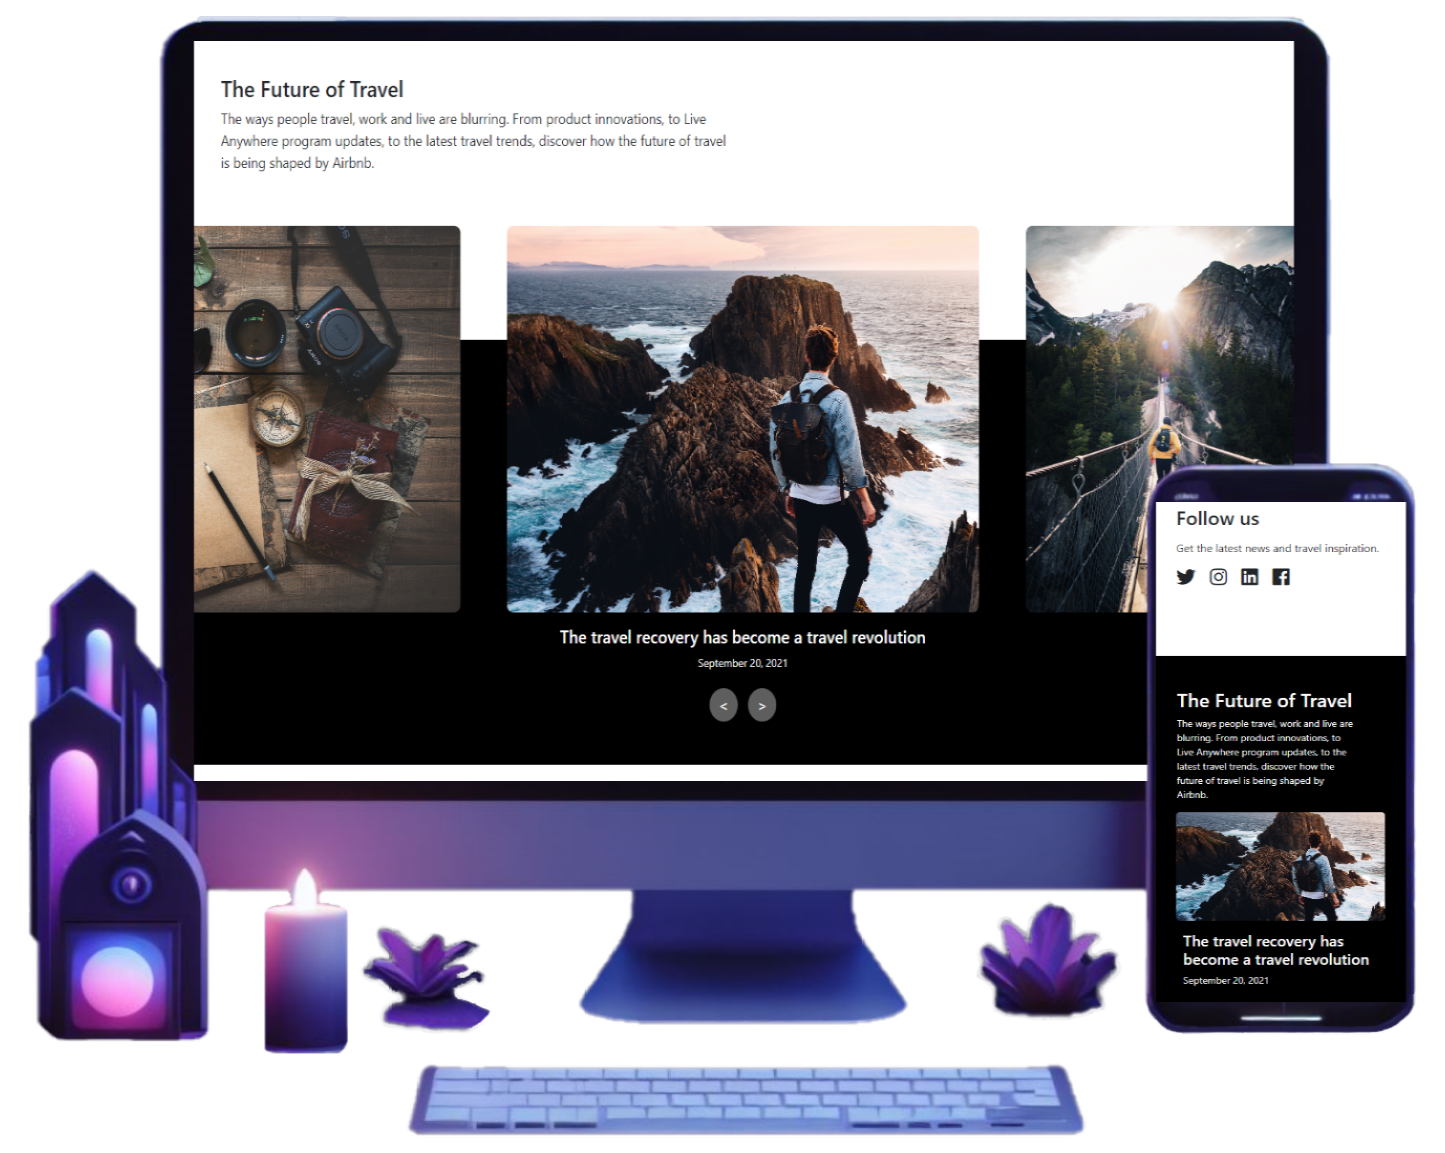 The Future of Travel
The ways people travel, work and live are blurring. From product innovations, to Live
Anywhere program updates, to the latest travel trends, discover how the future of travel
is being shaped by Airbnb.
The travel recovery has become a travel revolution
September 20, 2021
< >
Follow us
Get the latest news and travel inspiration.
The Future of Travel
The ways people travel, work and live are
blurring. From product innovations, to
Live Anywhere program updates, to the
latest travel trends, discover how the
future of travel is being shaped by
Airbnb.
The travel recovery has
become a travel revolution
September 20, 2021